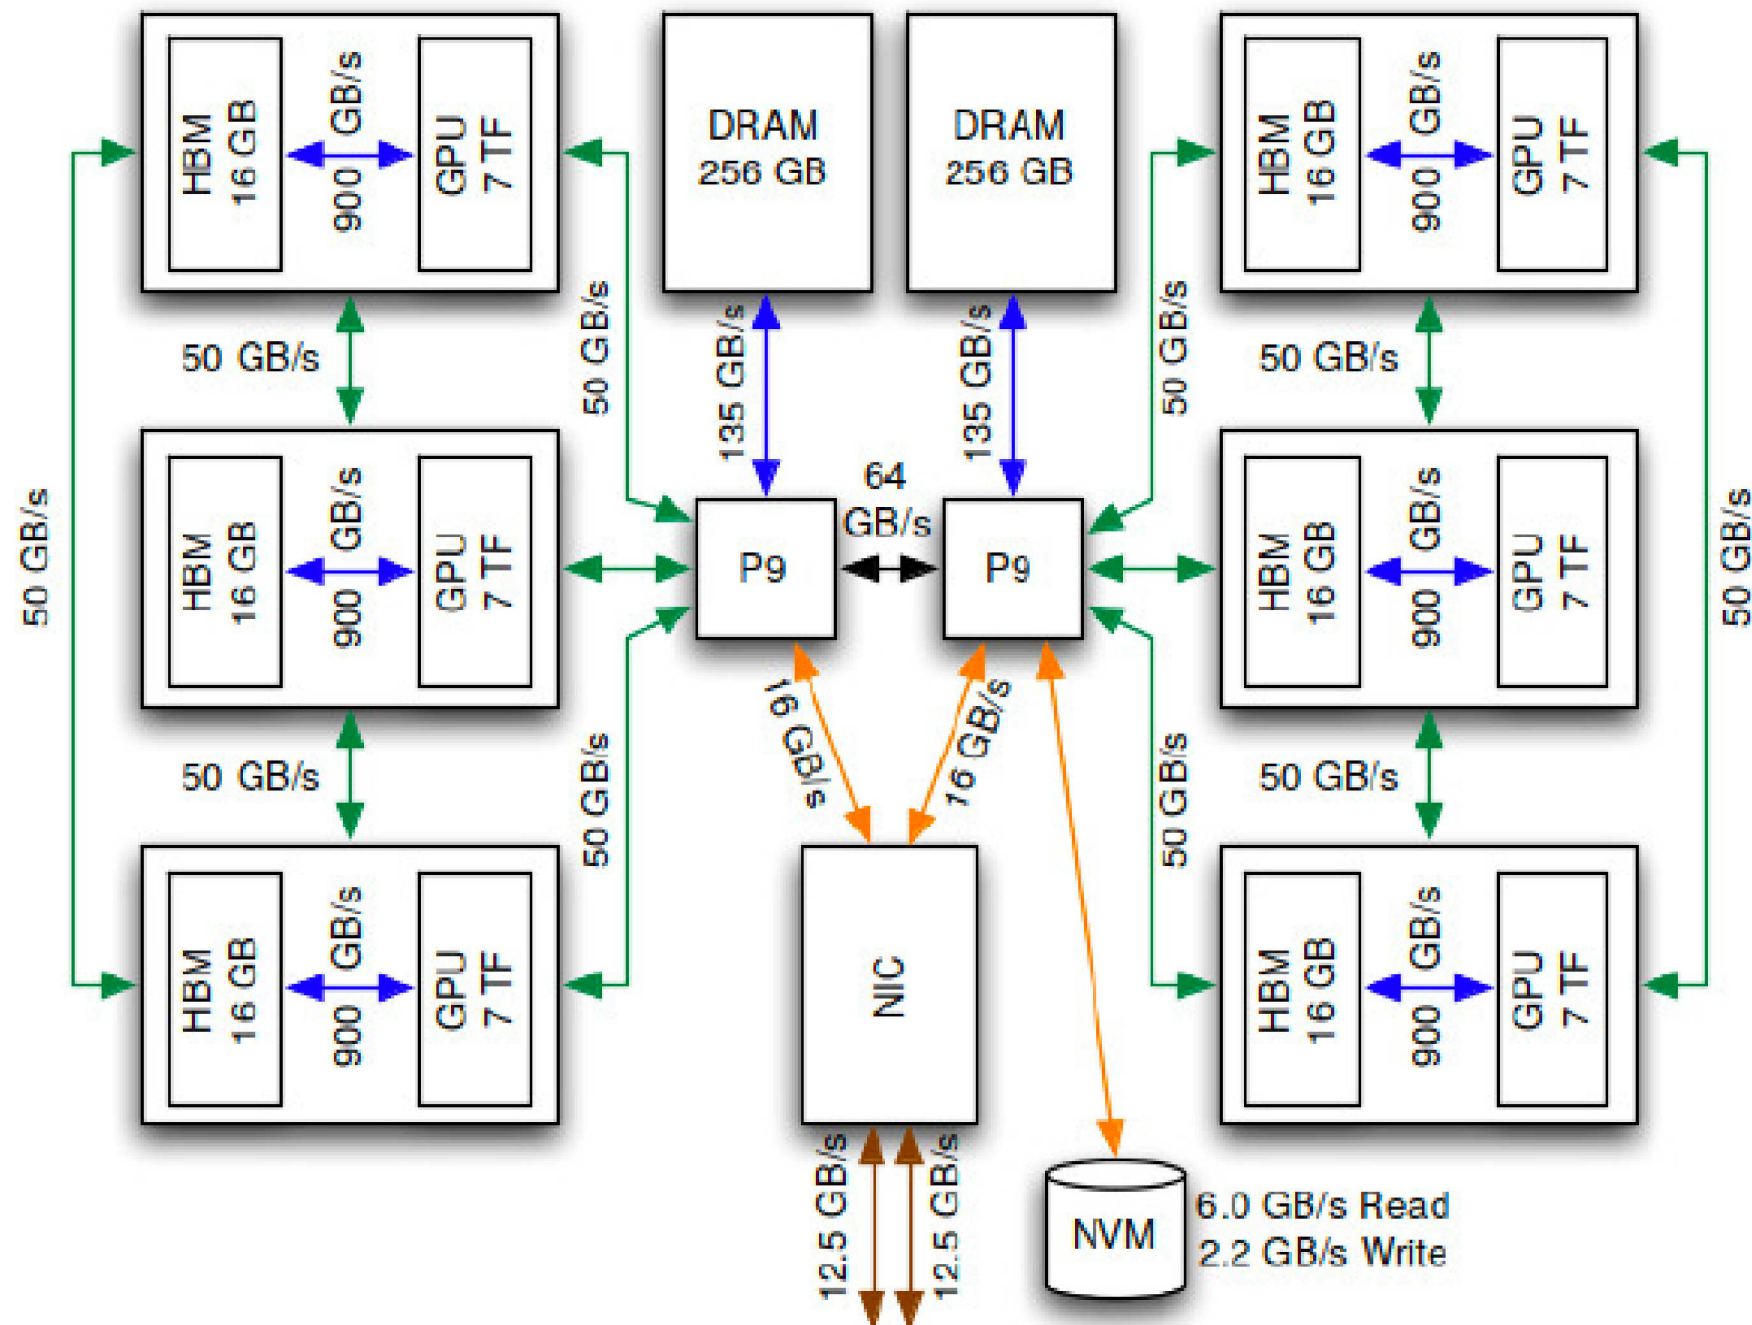 HBM
16 GB
900 GB/s
GPU
7 TF
DRAM
256 GB
DRAM
256 GB
HBM
16 GB
900 GB/s
GPU
7 TF
50 GB/s
50 GB/s
135 GB/s
135 GB/s
50 GB/s
50 GB/s
50 GB/s
HBM
16 GB
900 GB/s
GPU
7 TF
P9
64
GB/s
P9
HBM
16 GB
900 GB/s
GPU
7 TF
50 GB/s
50 GB/s
50 GB/s
16 GB/s
16 GB/s
50 GB/s
50 GB/s
HBM
16 GB
900 GB/s
GPU
7 TF
NIC
HBM
16 GB
900 GB/s
GPU
7 TF
12.5 GB/s
12.5 GB/s
NVM
6.0 GB/s Read
2.2 GB/s Write